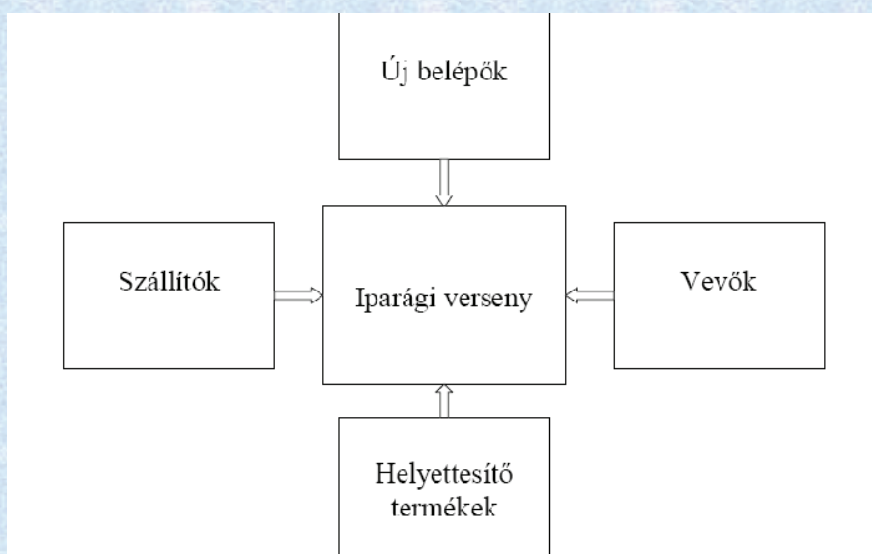 Új belépők
Szállítók
Iparági verseny
Vevők
Helyettesítő
termékek